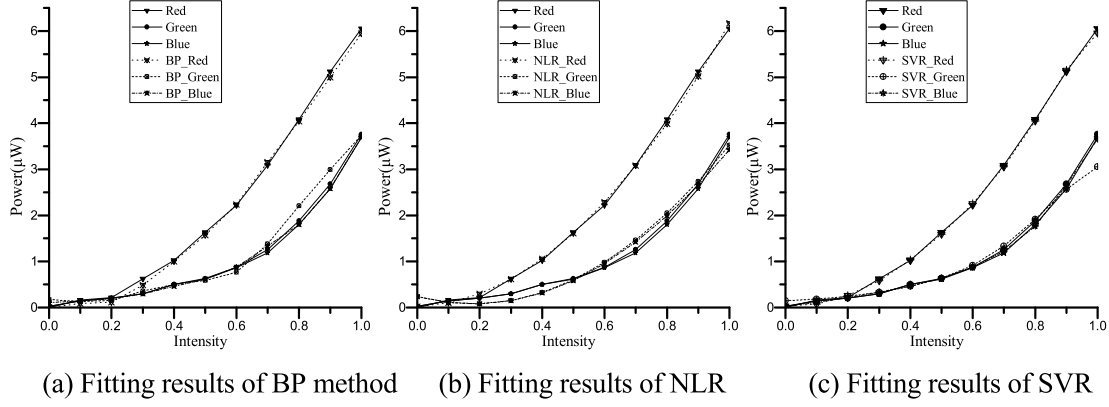 Red
Green
Blue
BP_Red
BP_Green
BP_Blue
Power(μW)
6
5
4
3
2
1
0
0.0 0.2 0.4 0.6 0.8 1.0
Intensity
(a) Fitting results of BP method
Red
Green
Blue
NLR_Red
NLR_Green
NLR_Blue
Power(μW)
6
5
4
3
2
1
0
0.0 0.2 0.4 0.6 0.8 1.0
Intensity
(b) Fitting results of NLR
Red
Green
Blue
SVR_Red
SVR_Green
SVR_Blue
Power(μW)
6
5
4
3
2
1
0
0.0 0.2 0.4 0.6 0.8 1.0
Intensity
(c) Fitting results of SVR